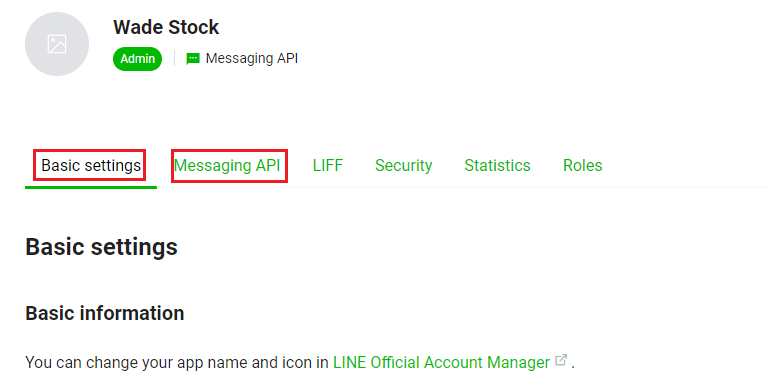 Wade Stock
Admin Messaging API
Basic settings Messaging API LIFF Security Statistics Roles
Basic settings
Basic information
You can change your app name and icon in LINE Official Account Manager .